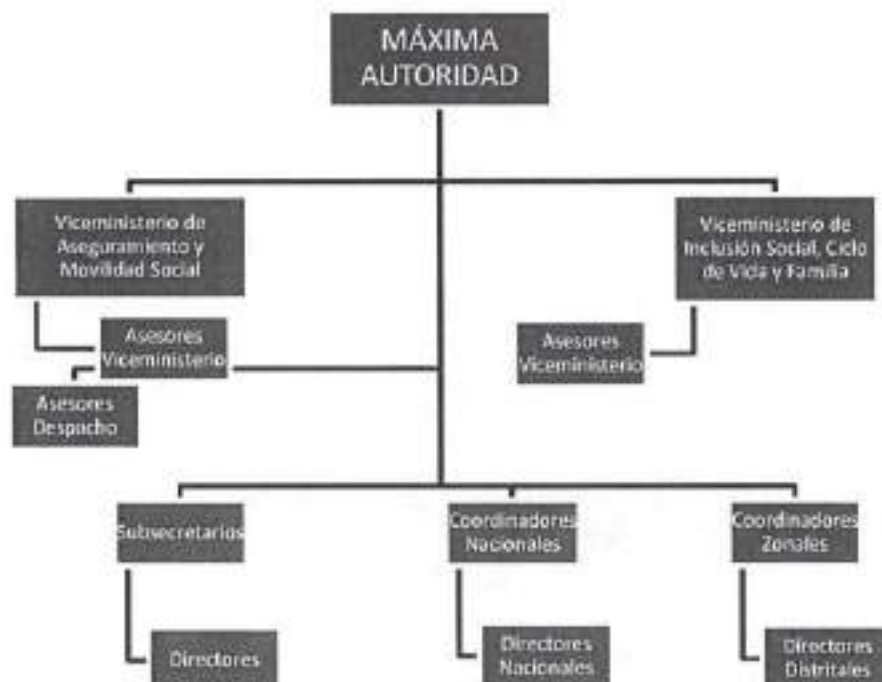 MÁXIMA
AUTORIDAD
Viceministerio de
Aseguramiento y
Movilidad Social
Viceministerio de
Inclusión Social, Ciclo
de Vida y Familia
Asesores
Viceministerio
Asesores
Viceministerio
Asesores
Despacho
Subsecretarios
Coordinadores
Nacionales
Coordinadores
Zonales
Directores
Directores
Nacionales
Directores
Distritales